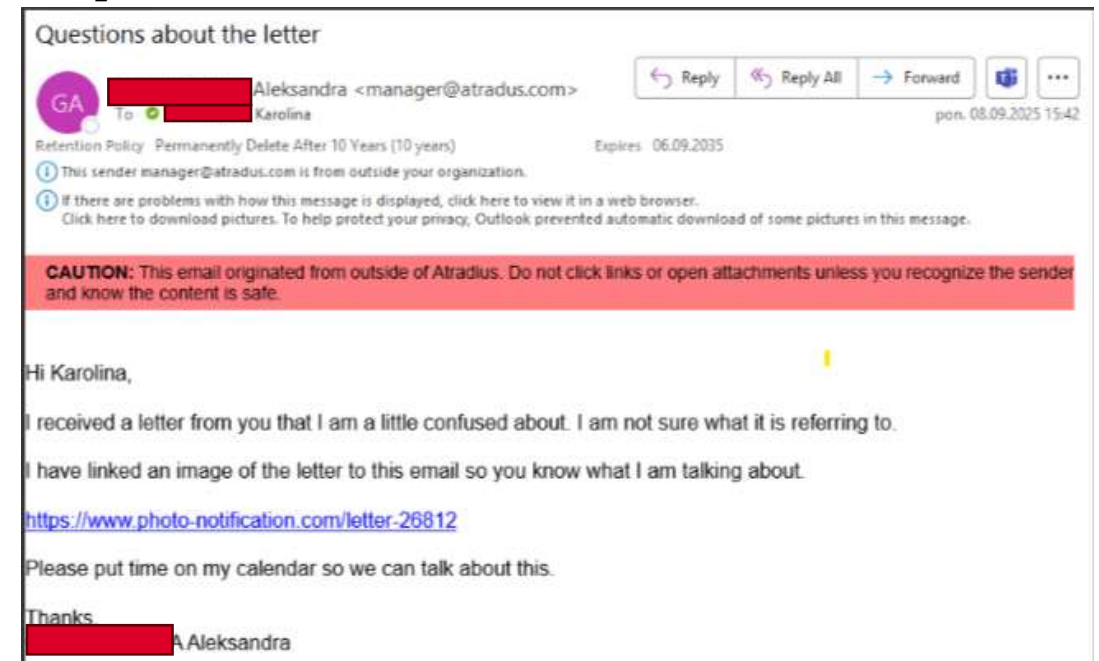 Questions about the letter
GA
Aleksandra <manager@atradus.com>
Reply
Reply All
Forward
To
Karolina
pon. 08.09.2025 15:42
Retention Policy Permanently Delete After 10 Years (10 years)
Expires 06.09.2035
This sender manager@atradus.com is from outside your organization.
If there are problems with how this message is displayed, click here to view it in a web browser.
Click here to download pictures. To help protect your privacy, Outlook prevented automatic download of some pictures in this message.
CAUTION: This email originated from outside of Atradius. Do not click links or open attachments unless you recognize the sender
and know the content is safe.
Hi Karolina,
I received a letter from you that I am a little confused about. I am not sure what it is referring to.
I have linked an image of the letter to this email so you know what I am talking about.
https://www.photo-notification.com/letter-26812
Please put time on my calendar so we can talk about this.
Thanks
A Aleksandra